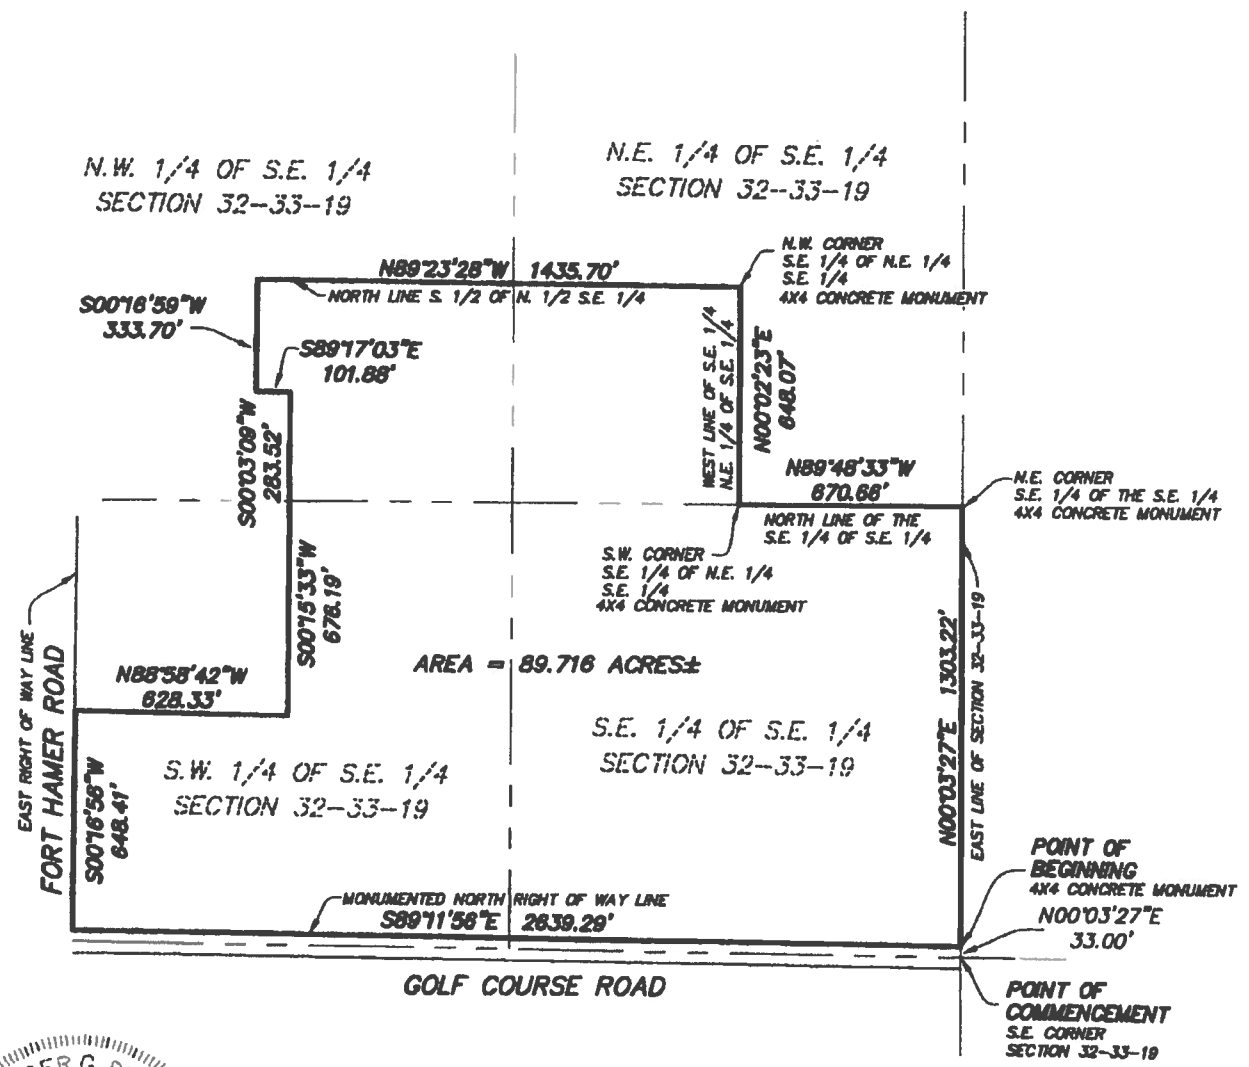 N.W. 1/4 OF S.E. 1/4
SECTION 32-33-19
N.E. 1/4 OF S.E. 1/4
SECTION 32-33-19
N.W. CORNER
S.E. 1/4 OF N.E. 1/4
S.E. 1/4
4X4 CONCRETE MONUMENT
N89°23'28"W 1435.70'
NORTH LINE S. 1/2 OF N. 1/2 S.E. 1/4
S00°16'59"W
333.70'
S89°17'03"E
101.88'
WEST LINE OF S.E. 1/4
N.E. 1/4 OF S.E. 1/4
N00°02'23"E
648.07'
S00°03'09"W
283.52'
N89°48'33"W
670.66'
NORTH LINE OF THE
S.E. 1/4 OF S.E. 1/4
N.E. CORNER
S.E. 1/4 OF THE S.E. 1/4
4X4 CONCRETE MONUMENT
S.W. CORNER
S.E. 1/4 OF N.E. 1/4
S.E. 1/4
4X4 CONCRETE MONUMENT
S00°15'33"W
678.19'
EAST RIGHT OF WAY LINE
FORT HAMER ROAD
N88°58'42"W
628.33'
AREA = 89.716 ACRES±
N00°03'27"E 1303.22'
EAST LINE OF SECTION 32-33-19
S.E. 1/4 OF S.E. 1/4
SECTION 32-33-19
S.W. 1/4 OF S.E. 1/4
SECTION 32-33-19
S00°16'56"W
648.41'
MONUMENTED NORTH RIGHT OF WAY LINE
S89°11'56"E 2639.29'
POINT OF
BEGINNING
4X4 CONCRETE MONUMENT
N00°03'27"E
33.00'
GOLF COURSE ROAD
POINT OF
COMMENCEMENT
S.E. CORNER
SECTION 32-33-19